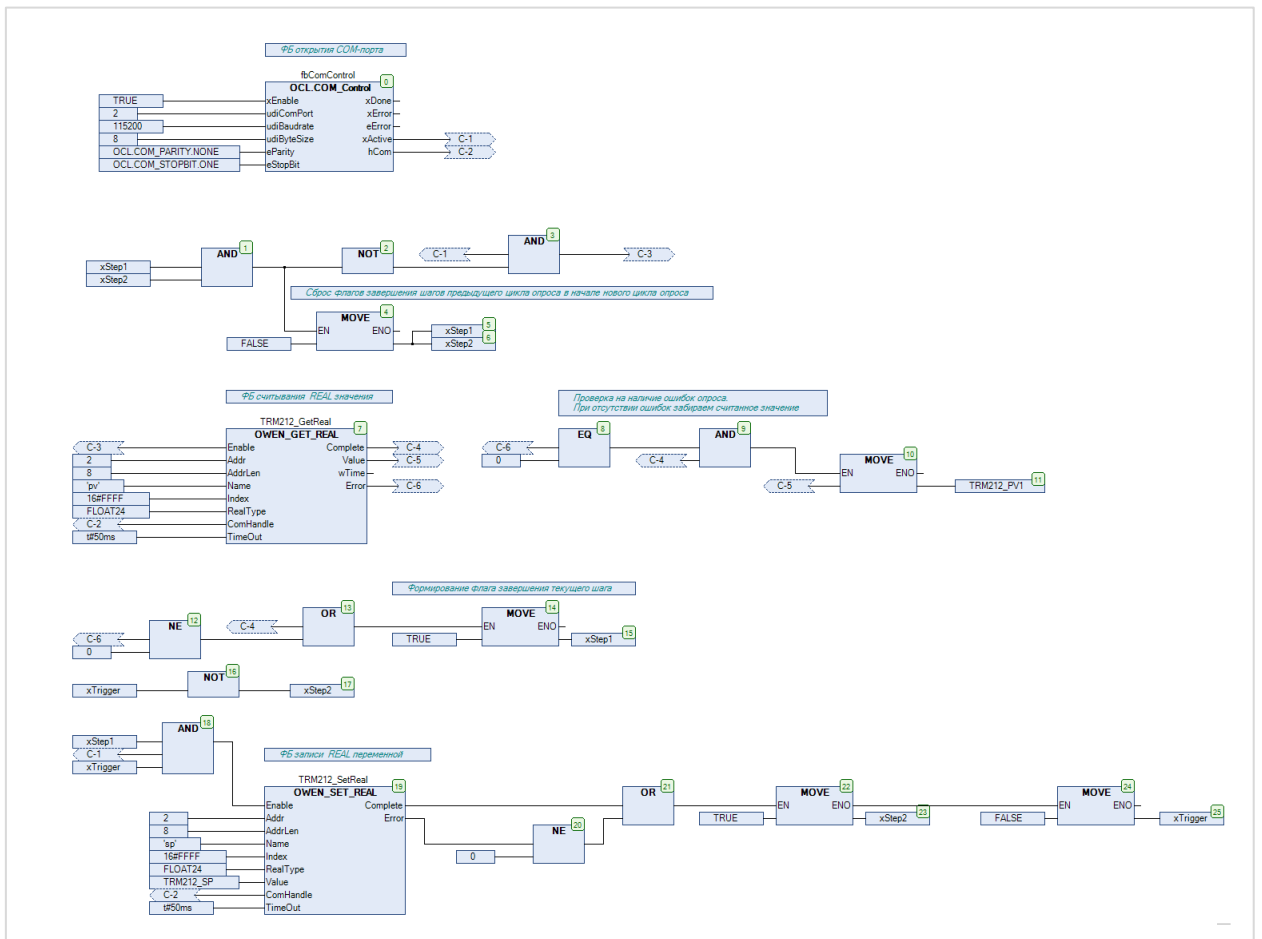 ФБ открытия COM-порта
fbComControl
0
OCL.COM_Control
TRUE
xEnable
xDone
2
udiComPort
xError
115200
udiBaudrate
eError
8
udiByteSize
xActive
C-1
OCL.COM_PARITY.NONE
eParity
hCom
C-2
OCL.COM_STOPBIT.ONE
eStopBit
1
AND
xStep1
xStep2
2
NOT
C-1
3
AND
C-3
Сброс флагов завершения шагов предыдущего цикла опроса в начале нового цикла опроса
4
MOVE
EN
ENO
FALSE
5
xStep1
6
xStep2
ФБ считывания REAL значения
TRM212_GetReal
7
OWEN_GET_REAL
C-3
Enable
Complete
C-4
2
Addr
Value
C-5
8
AddrLen
wTime
'pv'
Name
Error
C-6
16#FFFF
Index
FLOAT24
RealType
C-2
ComHandle
t#50ms
TimeOut
Проверка на наличие ошибок опроса.
При отсутствии ошибок забираем считанное значение
8
EQ
C-6
0
9
AND
C-4
10
MOVE
EN
ENO
C-5
11
TRM212_PV1
Формирование флага завершения текущего шага
12
NE
C-6
0
13
OR
C-4
14
MOVE
EN
ENO
TRUE
15
xStep1
16
NOT
xTrigger
17
xStep2
18
AND
xStep1
C-1
xTrigger
ФБ записи REAL переменной
TRM212_SetReal
19
OWEN_SET_REAL
Enable
Complete
2
Addr
Error
8
AddrLen
'sp'
Name
16#FFFF
Index
FLOAT24
RealType
TRM212_SP
Value
C-2
ComHandle
t#50ms
TimeOut
20
NE
0
21
OR
22
MOVE
EN
ENO
TRUE
23
xStep2
24
MOVE
EN
ENO
FALSE
25
xTrigger